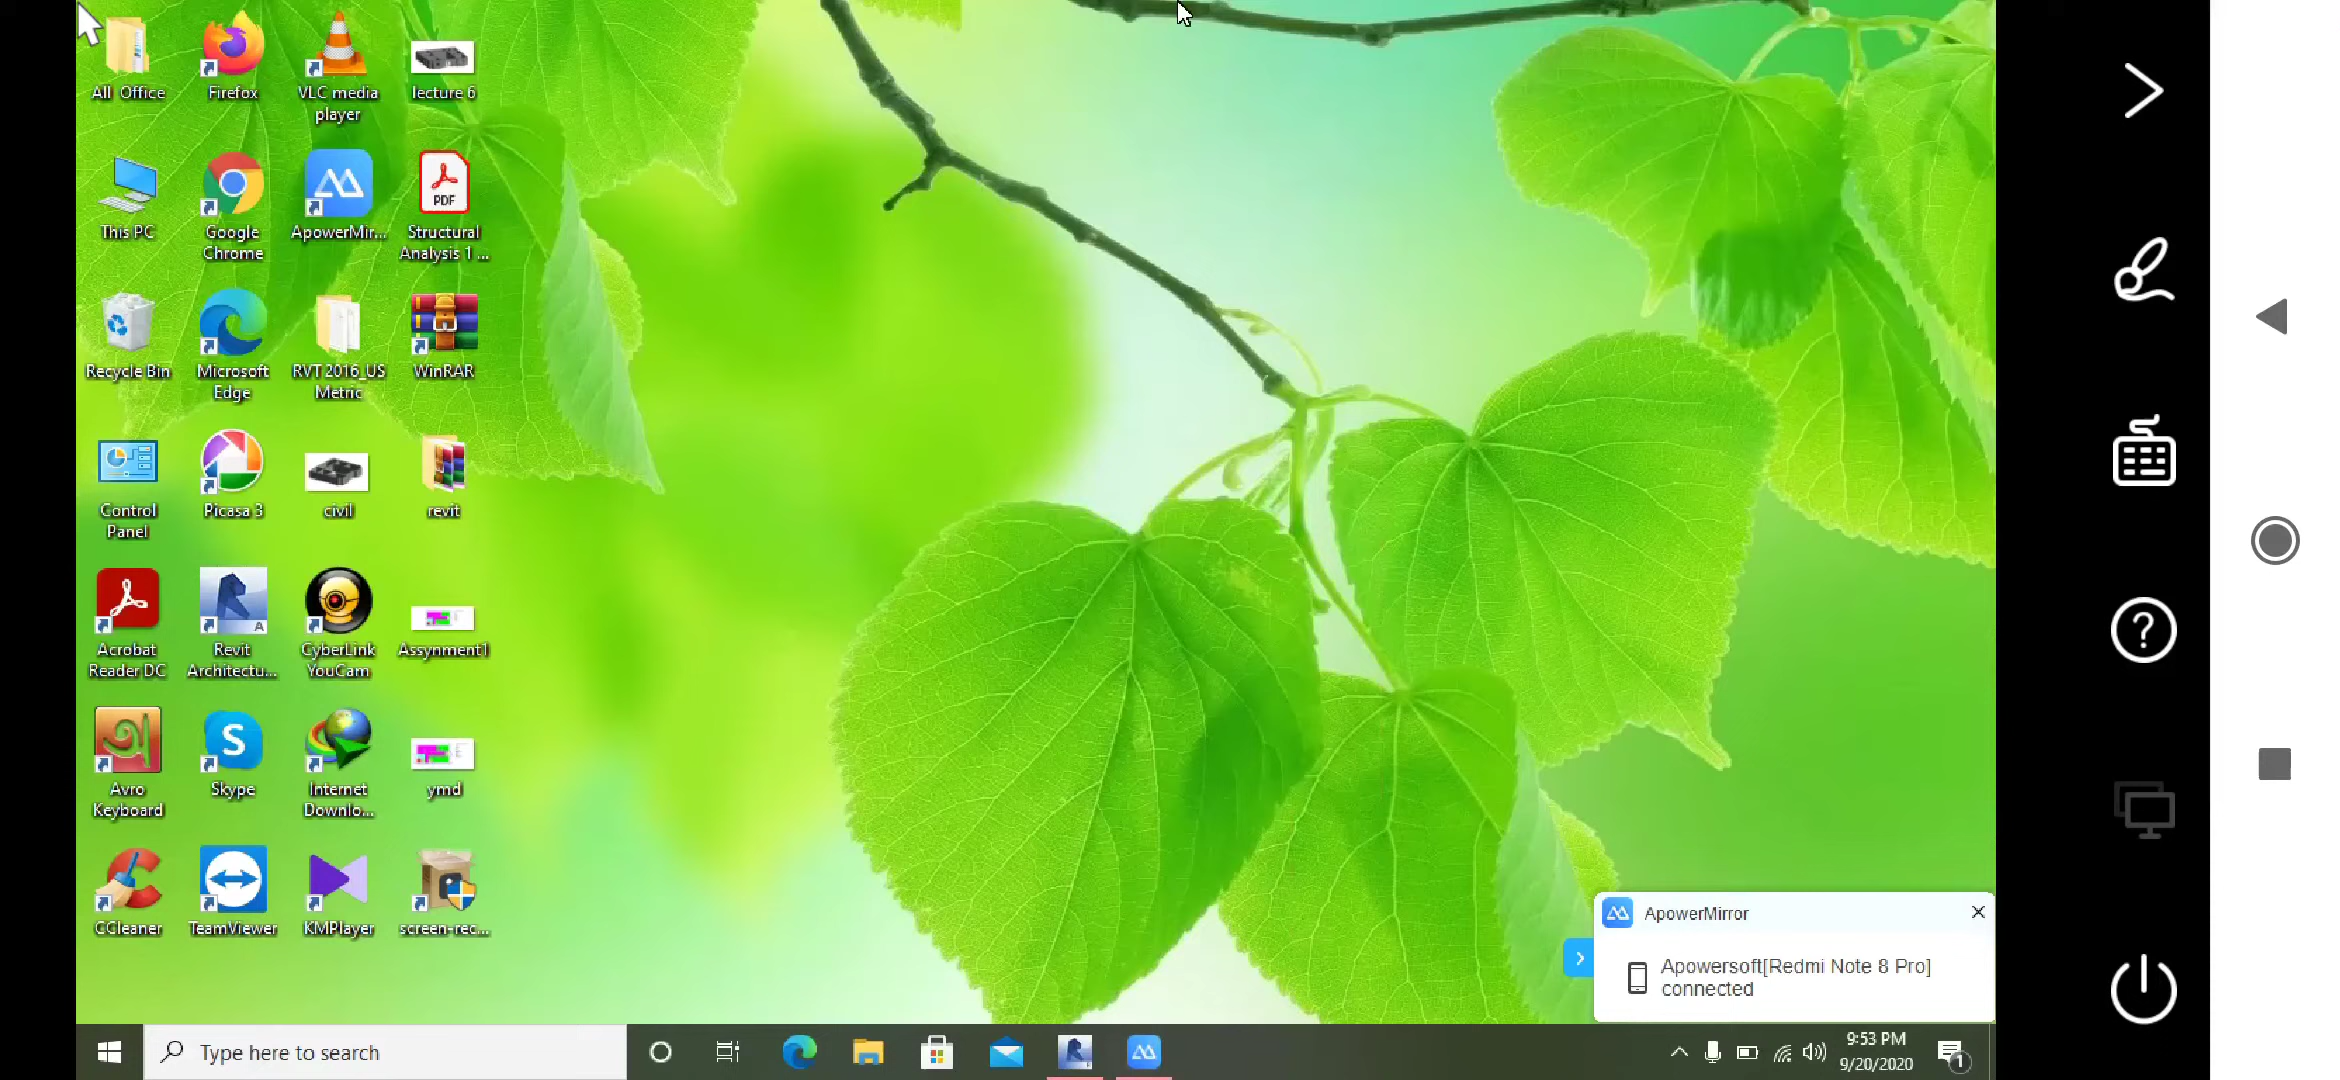 All Office
Firefox
VLC media
player
lecture 6
This PC
Google
Chrome
ApowerMir...
PDF
Structural
Analysis 1 ...
Recycle Bin
Microsoft
Edge
RVT 2016_US
Metric
WinRAR
Control
Panel
Picasa 3
civil
revit
Acrobat
Reader DC
A
Revit
Architectu...
CyberLink
YouCam
Assynment1
অ
Avro
Keyboard
S
Skype
Internet
Downlo...
ymd
CCleaner
TeamViewer
KMPlayer
screen-rec...
ApowerMirror
Apowersoft[Redmi Note 8 Pro]
connected
Type here to search
9:53 PM
9/20/2020
1